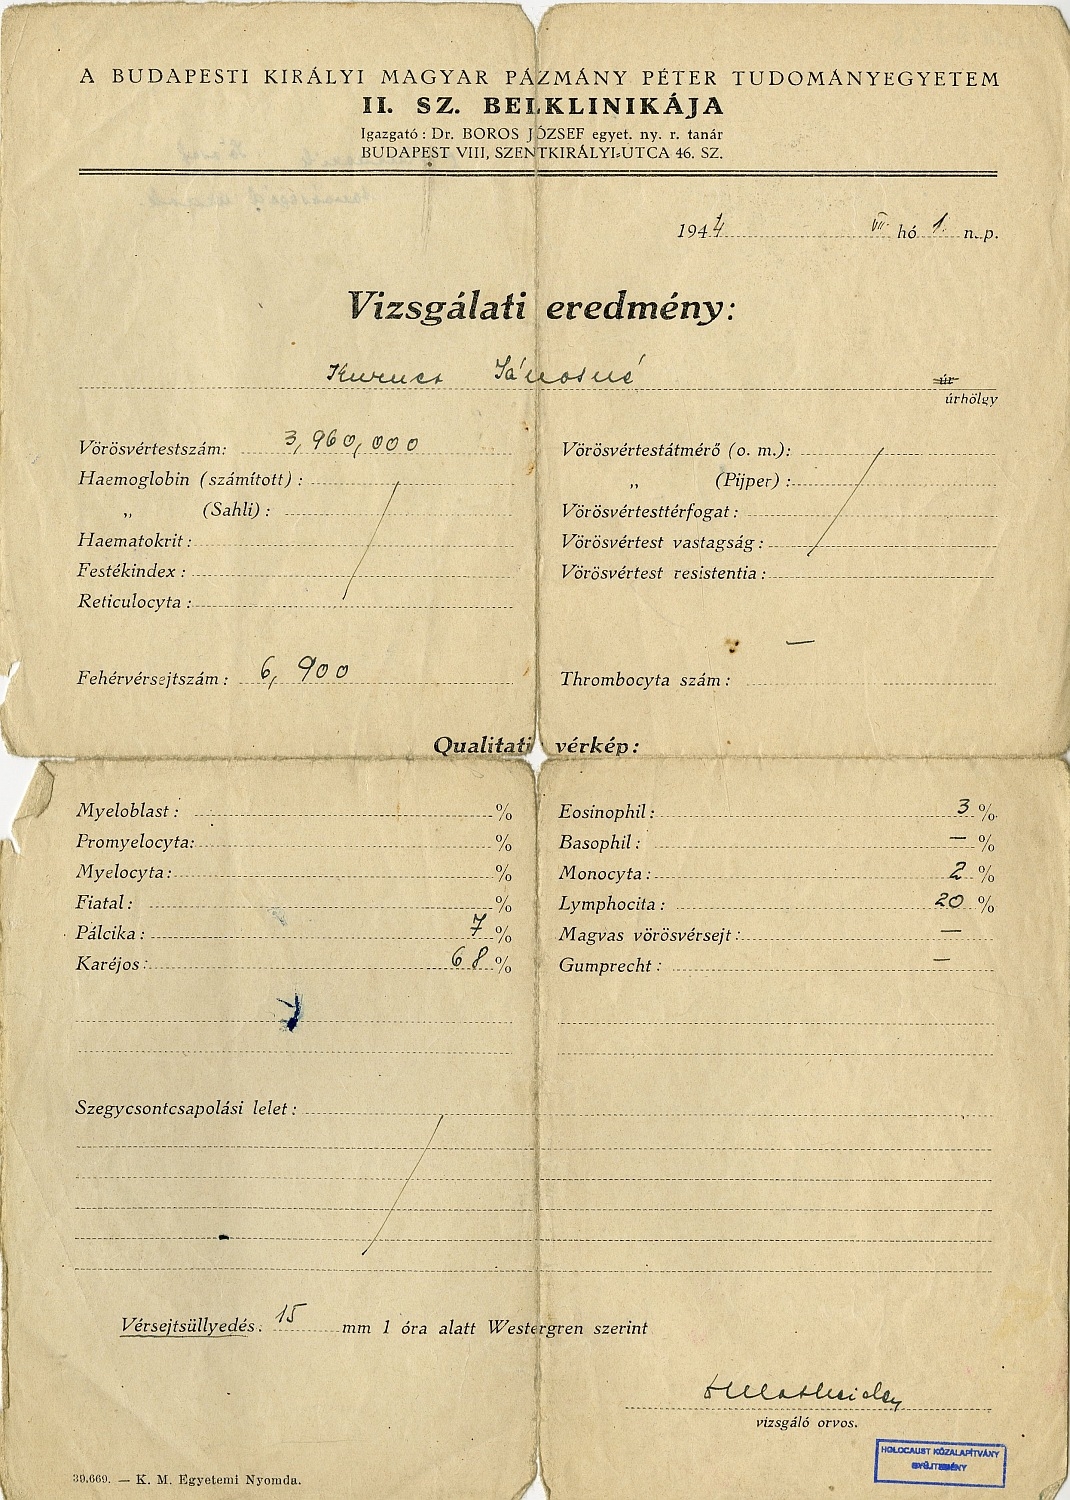 A BUDAPESTI KIRÁLYI MAGYAR PÁZMÁNY PÉTER TUDOMÁNYEGYETEM
II. SZ. BELKLINIKÁJA
Igazgató: Dr. BOROS JÓZSEF egyet. ny. r. tanár
BUDAPEST VIII, SZENTKIRÁLYI-UTCA 46. SZ.
1944 VII. hó 1. n. p.
Vizsgálati eredmény:
Kurucz Jánosné úr
úrhölgy
Vörösvértestszám: 3,960,000
Haemoglobin (számított):
„ (Sahli):
Haematokrit:
Festékindex:
Reticulocyta:
Vörösvértestátmérő (o. m.):
„ (Pijper):
Vörösvértesttérfogat:
Vörösvértest vastagság:
Vörösvértest resistentia:
Fehérvérsejtszám: 6,900
Thrombocyta szám: —
Qualitatí vérkép:
Myeloblast: %
Promyelocyta: %
Myelocyta: %
Fiatal: %
Pálcika: 7 %
Karéjos: 68 %
Eosinophil: 3 %
Basophil: — %
Monocyta: 2 %
Lymphocita: 20 %
Magvas vörösvérsejt: —
Gumprecht: —
Szegycsontcsapolási lelet:
Vérsejtsüllyedés: 15 mm 1 óra alatt Westergren szerint
vizsgáló orvos.
HOLOCAUST KÖZALAPÍTVÁNY
GYŰJTEMÉNY
39.669. — K. M. Egyetemi Nyomda.